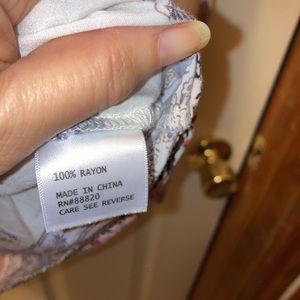 100% RAYON
MADE IN CHINA
RN#88820
CARE SEE REVERSE